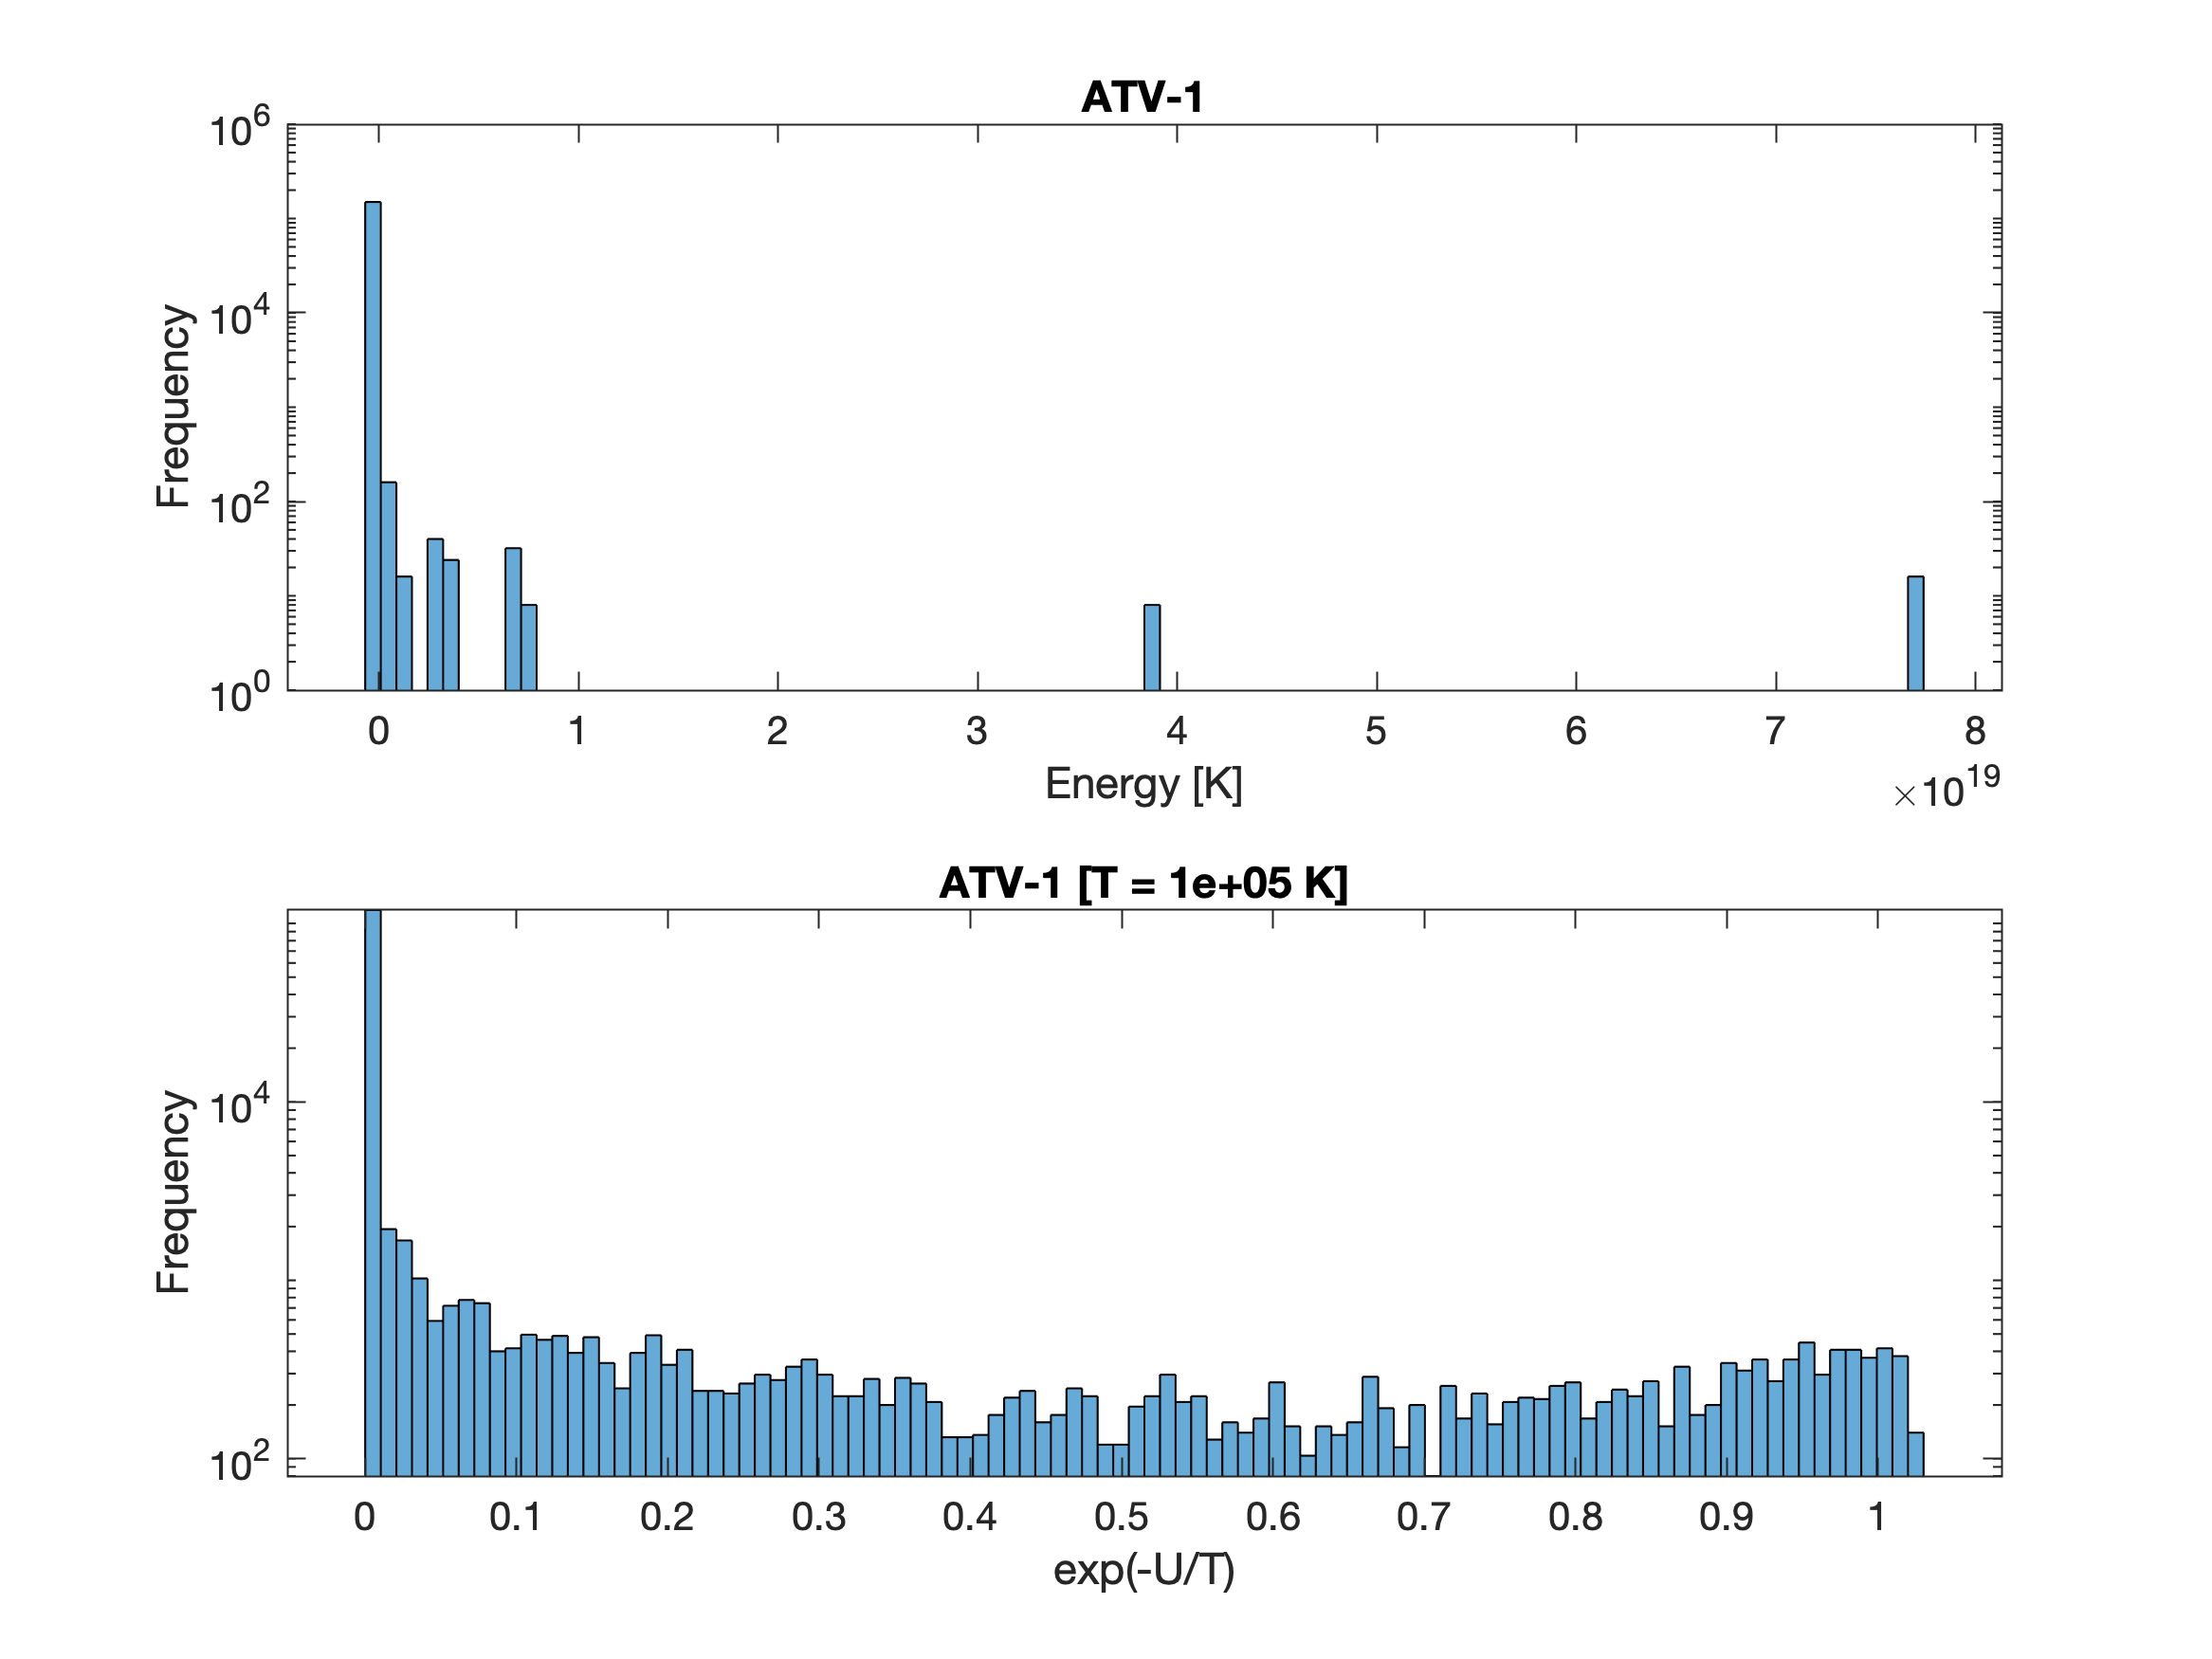 ATV-1
10^6
10^4
10^2
10^0
Frequency
0 1 2 3 4 5 6 7 8
Energy [K]
×10^19
ATV-1 [T = 1e+05 K]
10^4
10^2
Frequency
0 0.1 0.2 0.3 0.4 0.5 0.6 0.7 0.8 0.9 1
exp(-U/T)